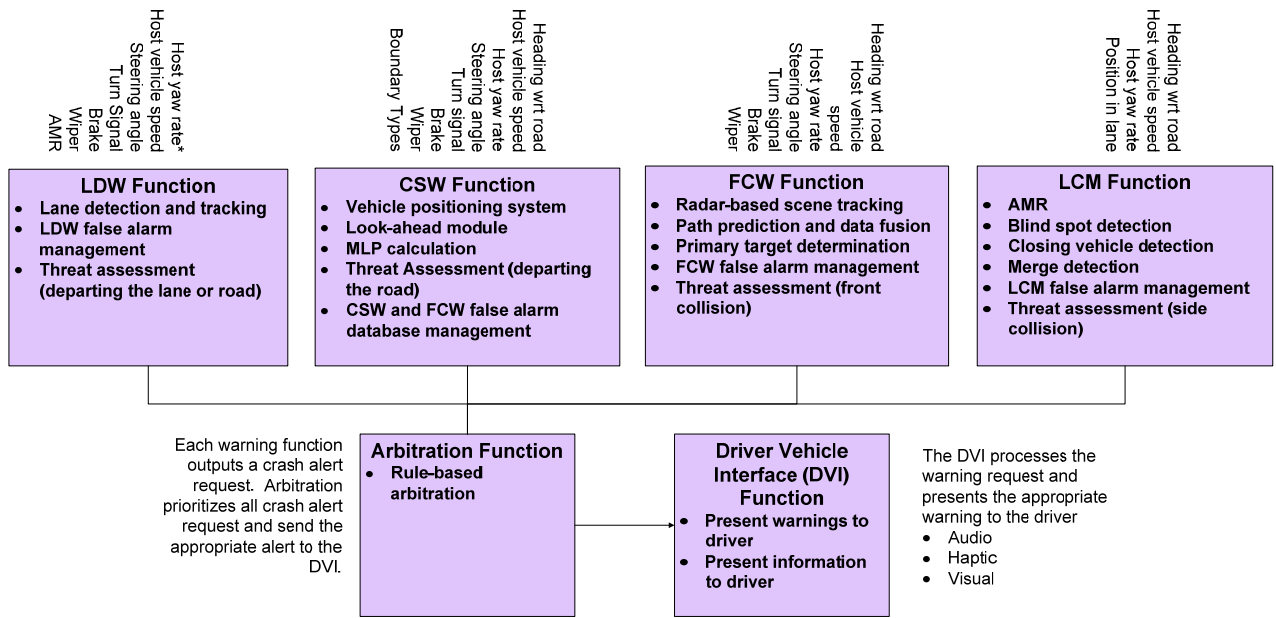 Host yaw rate*
Host vehicle speed
Steering angle
Turn Signal
Brake
Wiper
AMR
Heading wrt road
Host vehicle speed
Host yaw rate
Steering angle
Turn signal
Brake
Wiper
Boundary Types
Heading wrt road
Host vehicle
speed
Host yaw rate
Steering angle
Turn signal
Brake
Wiper
Heading wrt road
Host vehicle speed
Host yaw rate
Position in lane
LDW Function
• Lane detection and tracking
• LDW false alarm
management
• Threat assessment
(departing the lane or road)
CSW Function
• Vehicle positioning system
• Look-ahead module
• MLP calculation
• Threat Assessment (departing
the road)
• CSW and FCW false alarm
database management
FCW Function
• Radar-based scene tracking
• Path prediction and data fusion
• Primary target determination
• FCW false alarm management
• Threat assessment (front
collision)
LCM Function
• AMR
• Blind spot detection
• Closing vehicle detection
• Merge detection
• LCM false alarm management
• Threat assessment (side
collision)
Each warning function
outputs a crash alert
request. Arbitration
prioritizes all crash alert
request and send the
appropriate alert to the
DVI.
Arbitration Function
• Rule-based
arbitration
Driver Vehicle
Interface (DVI)
Function
• Present warnings to
driver
• Present information
to driver
The DVI processes the
warning request and
presents the appropriate
warning to the driver
• Audio
• Haptic
• Visual